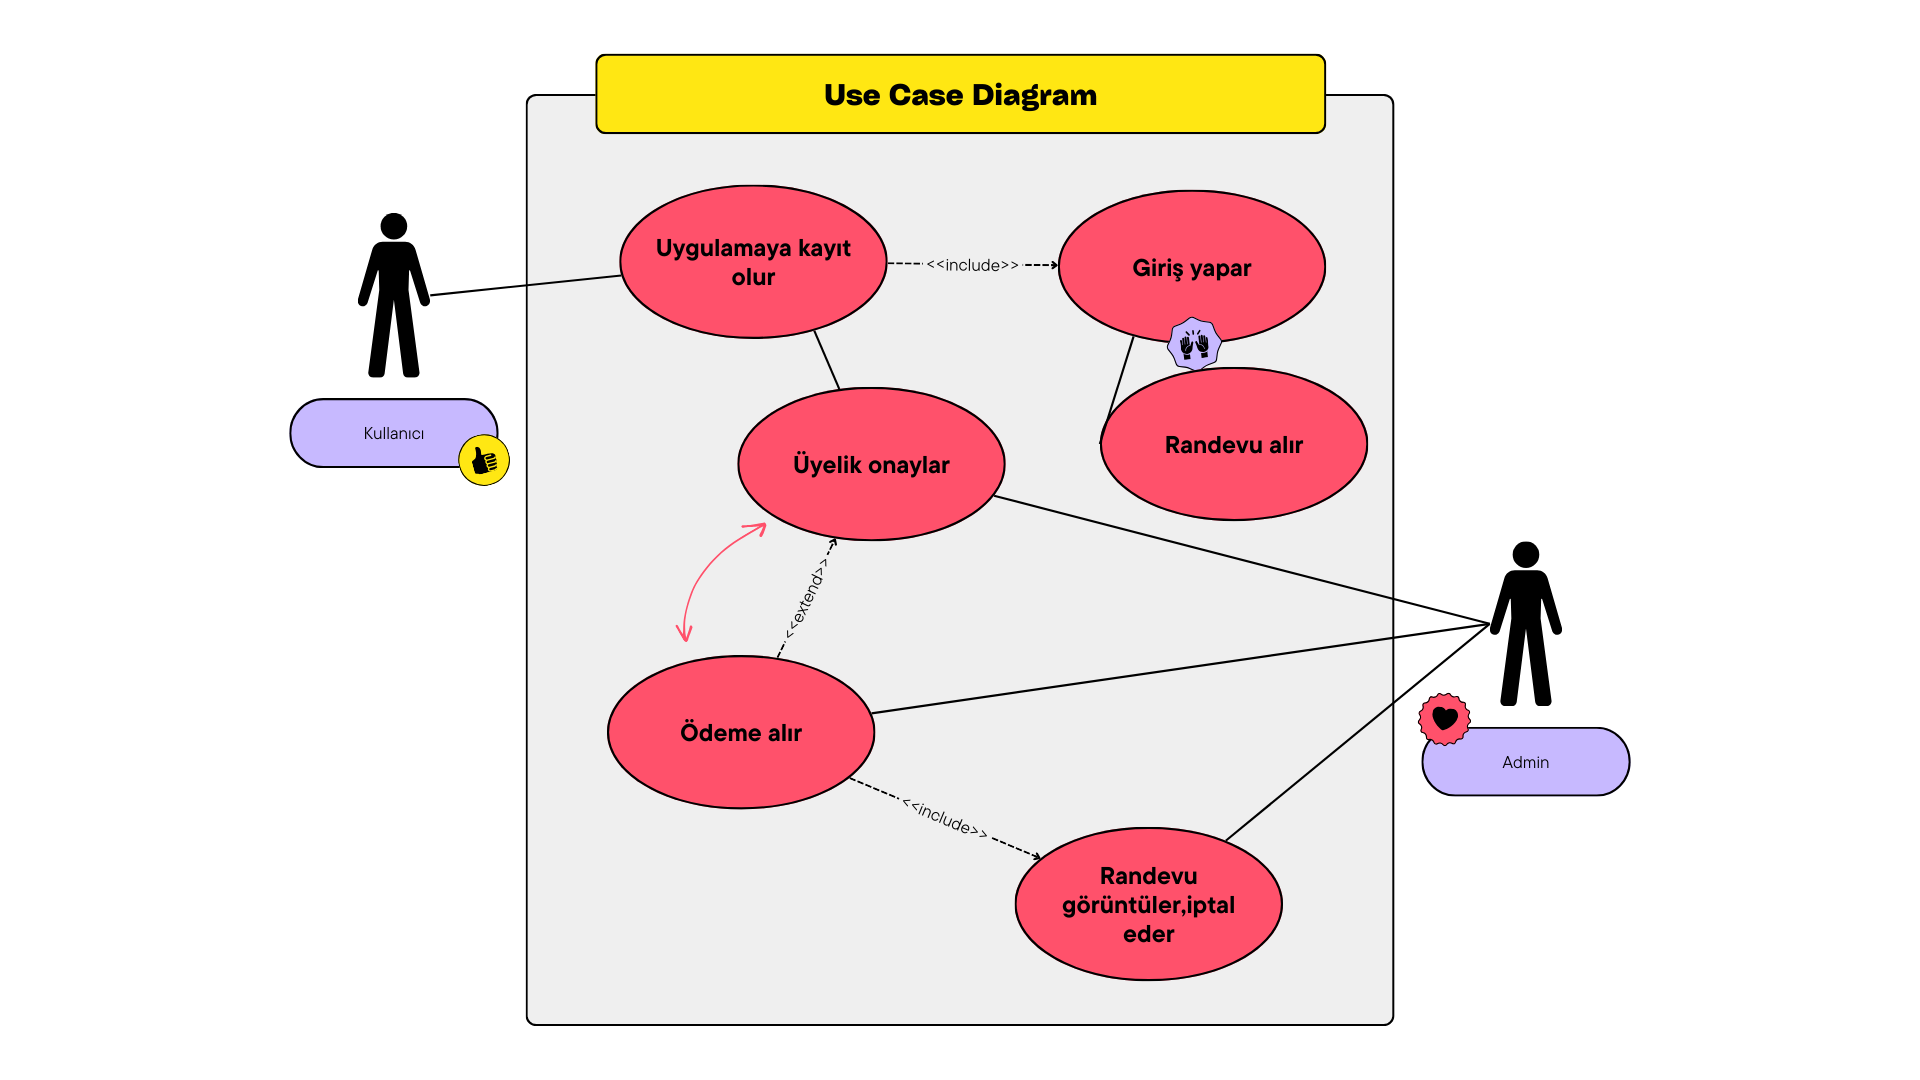 Use Case Diagram
Uygulamaya kayıt
olur
<<include>>
Giriş yapar
Kullanıcı
Üyelik onaylar
Randevu alır
<<extend>>
Ödeme alır
Admin
<<include>>
Randevu
görüntüler,iptal
eder